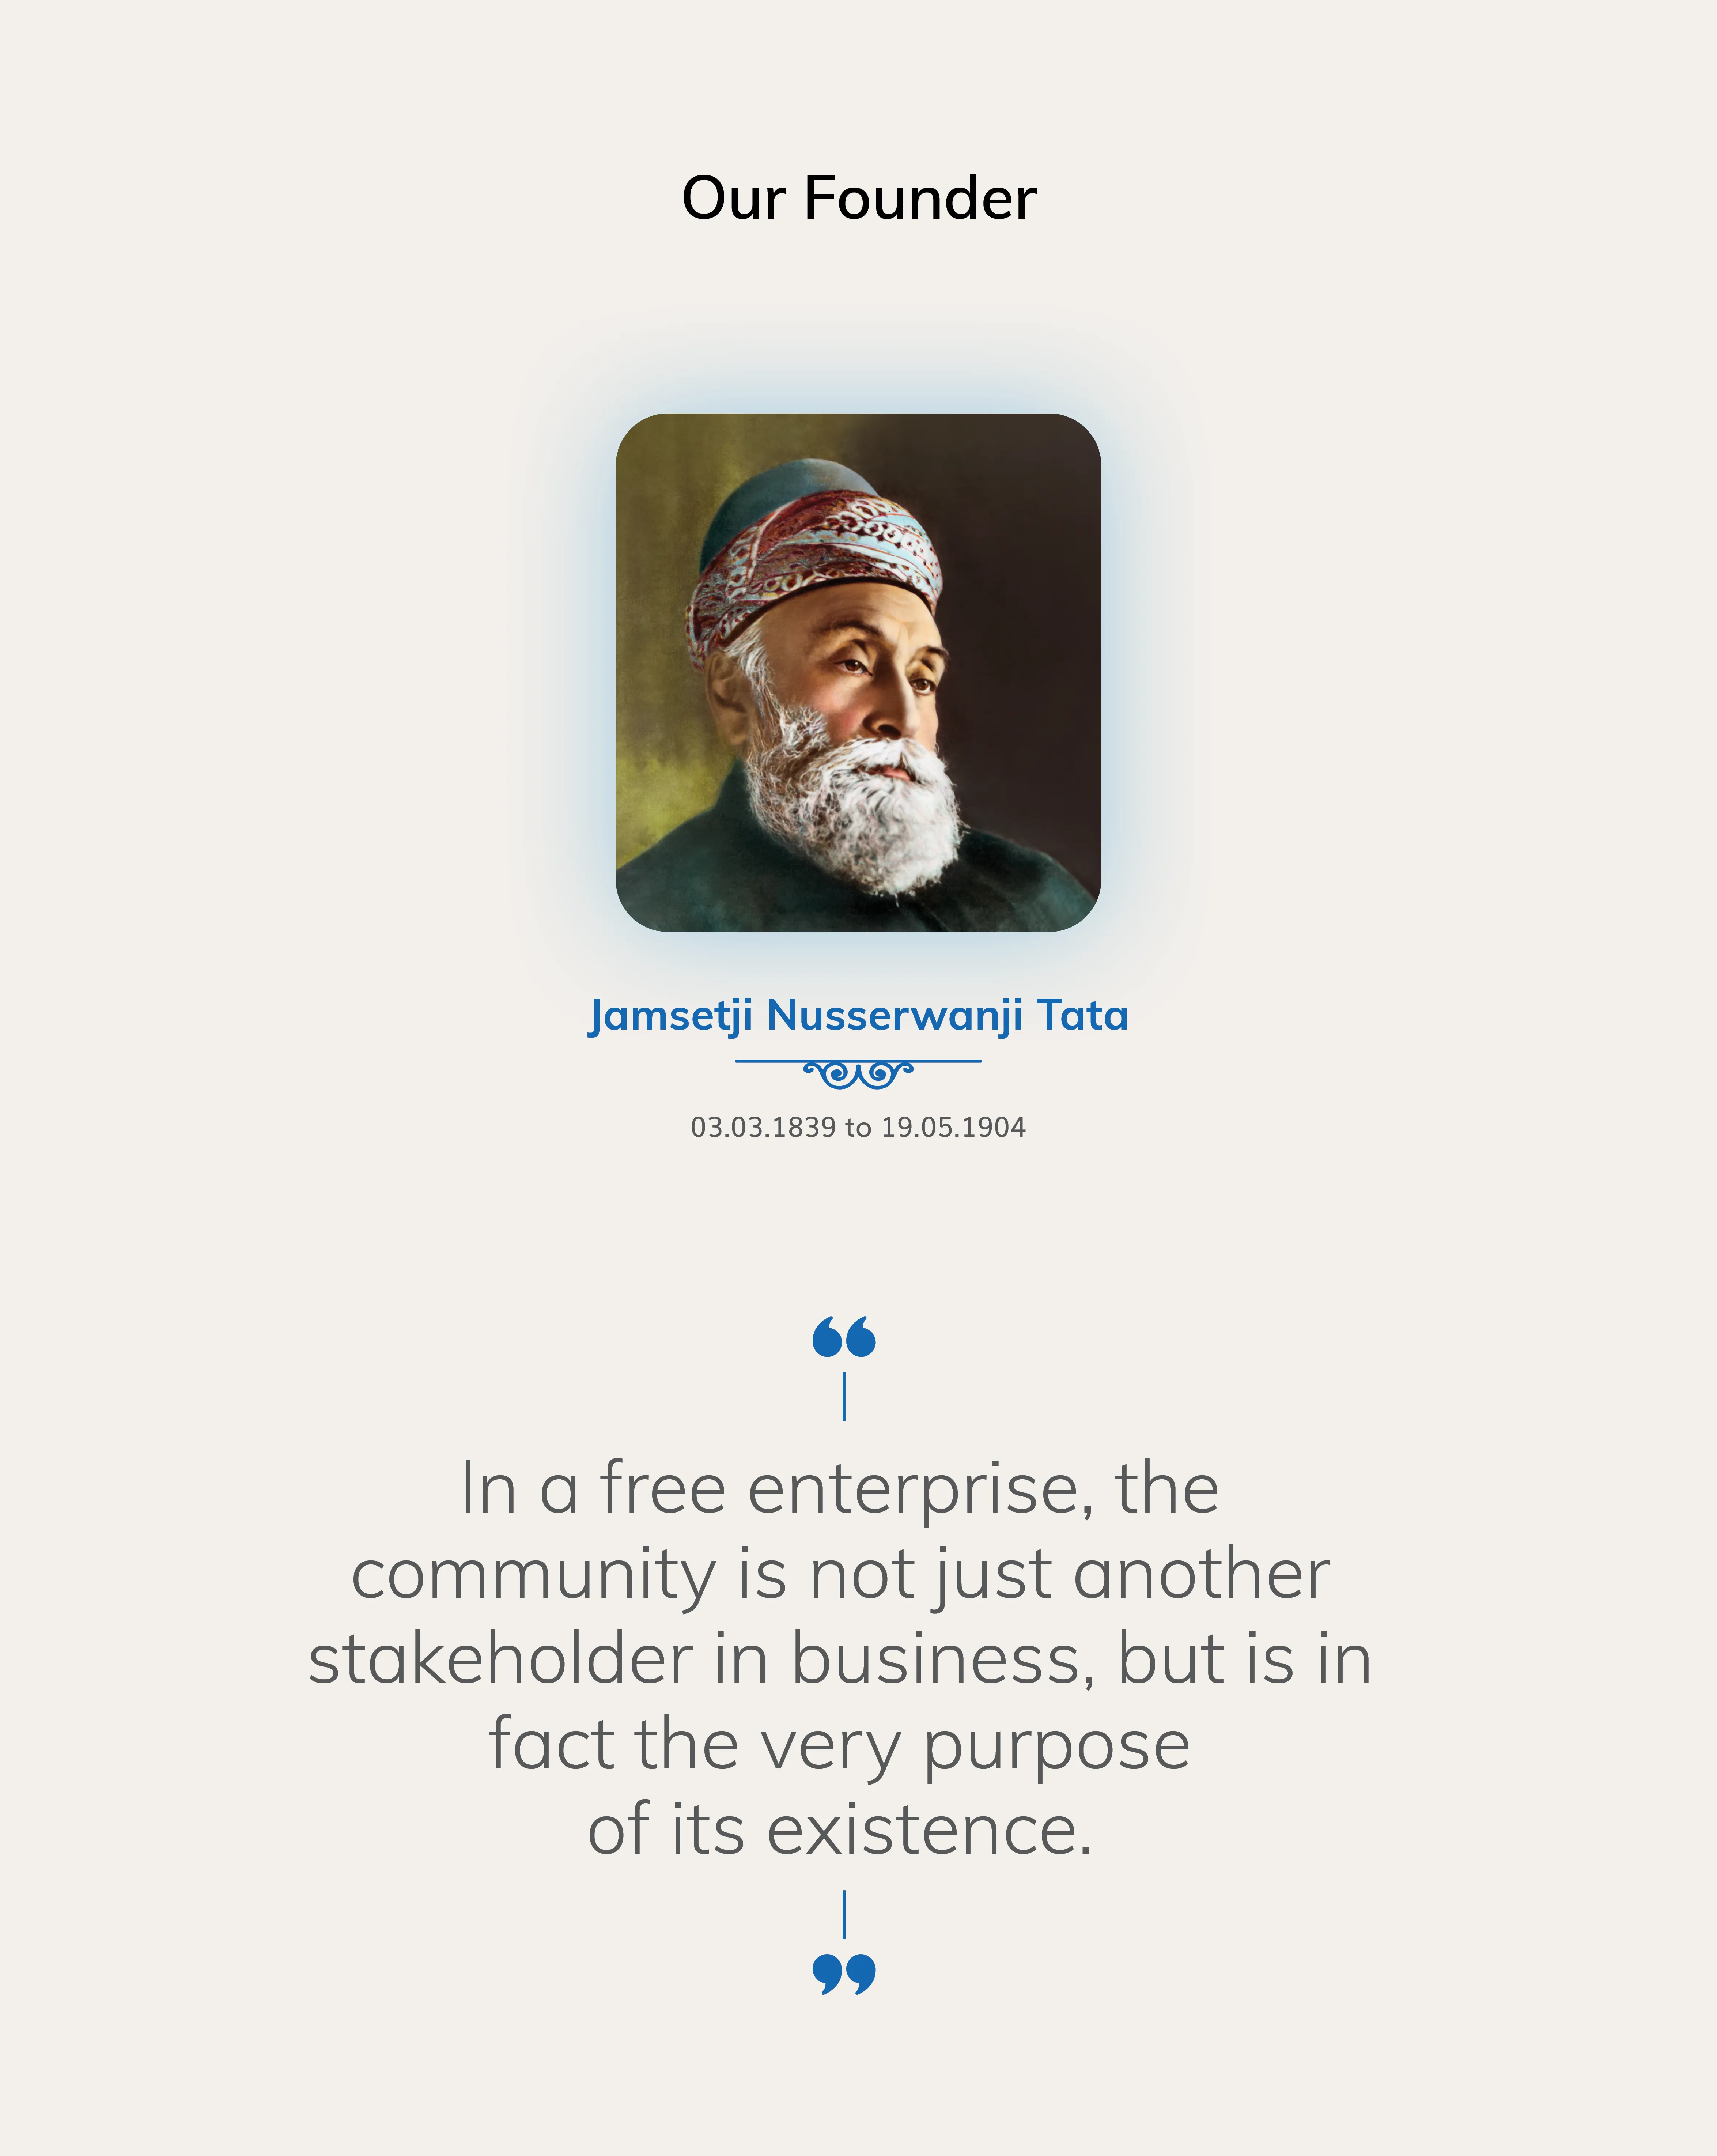 Our Founder
Jamsetji Nusserwanji Tata
03.03.1839 to 19.05.1904
“
In a free enterprise, the
community is not just another
stakeholder in business, but is in
fact the very purpose
of its existence.
”